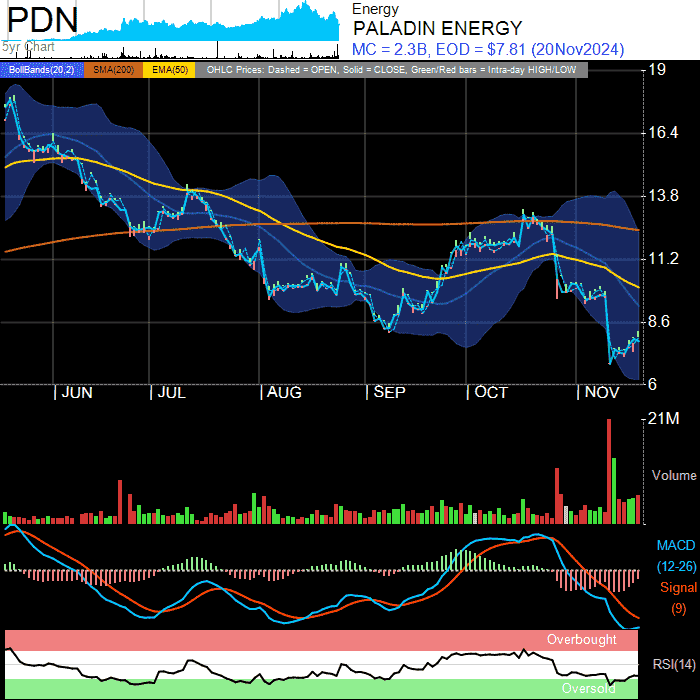 PDN
5yr Chart
Energy
PALADIN ENERGY
MC = 2.3B, EOD = $7.81 (20Nov2024)
BollBands(20,2) SMA(200) EMA(50) OHLC Prices: Dashed = OPEN, Solid = CLOSE, Green/Red bars = Intra-day HIGH/LOW
19
16.4
13.8
11.2
8.6
6
| JUN | JUL | AUG | SEP | OCT | NOV
21M
Volume
MACD
(12-26)
Signal
(9)
Overbought
RSI(14)
Oversold